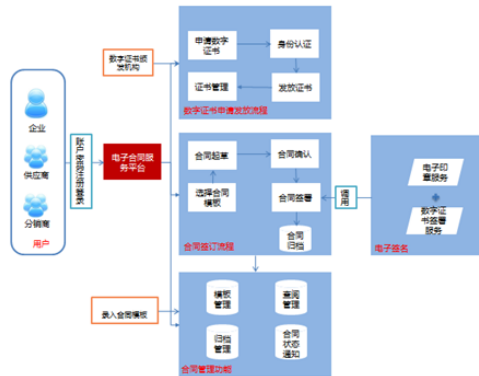 企业
供应商
分销商
用户
账户密码注册登录
数字证书颁
发机构
电子合同服
务平台
录入合同模板
申请数字
证书
身份认证
证书管理
发放证书
数字证书申请发放流程
合同起草
合同确认
选择合同
模板
合同签署
合同
归档
合同签订流程
调用
电子印
章服务
数字证
书签署
服务
电子签名
模板
管理
查阅
管理
归档
管理
合同
状态
通知
合同管理功能